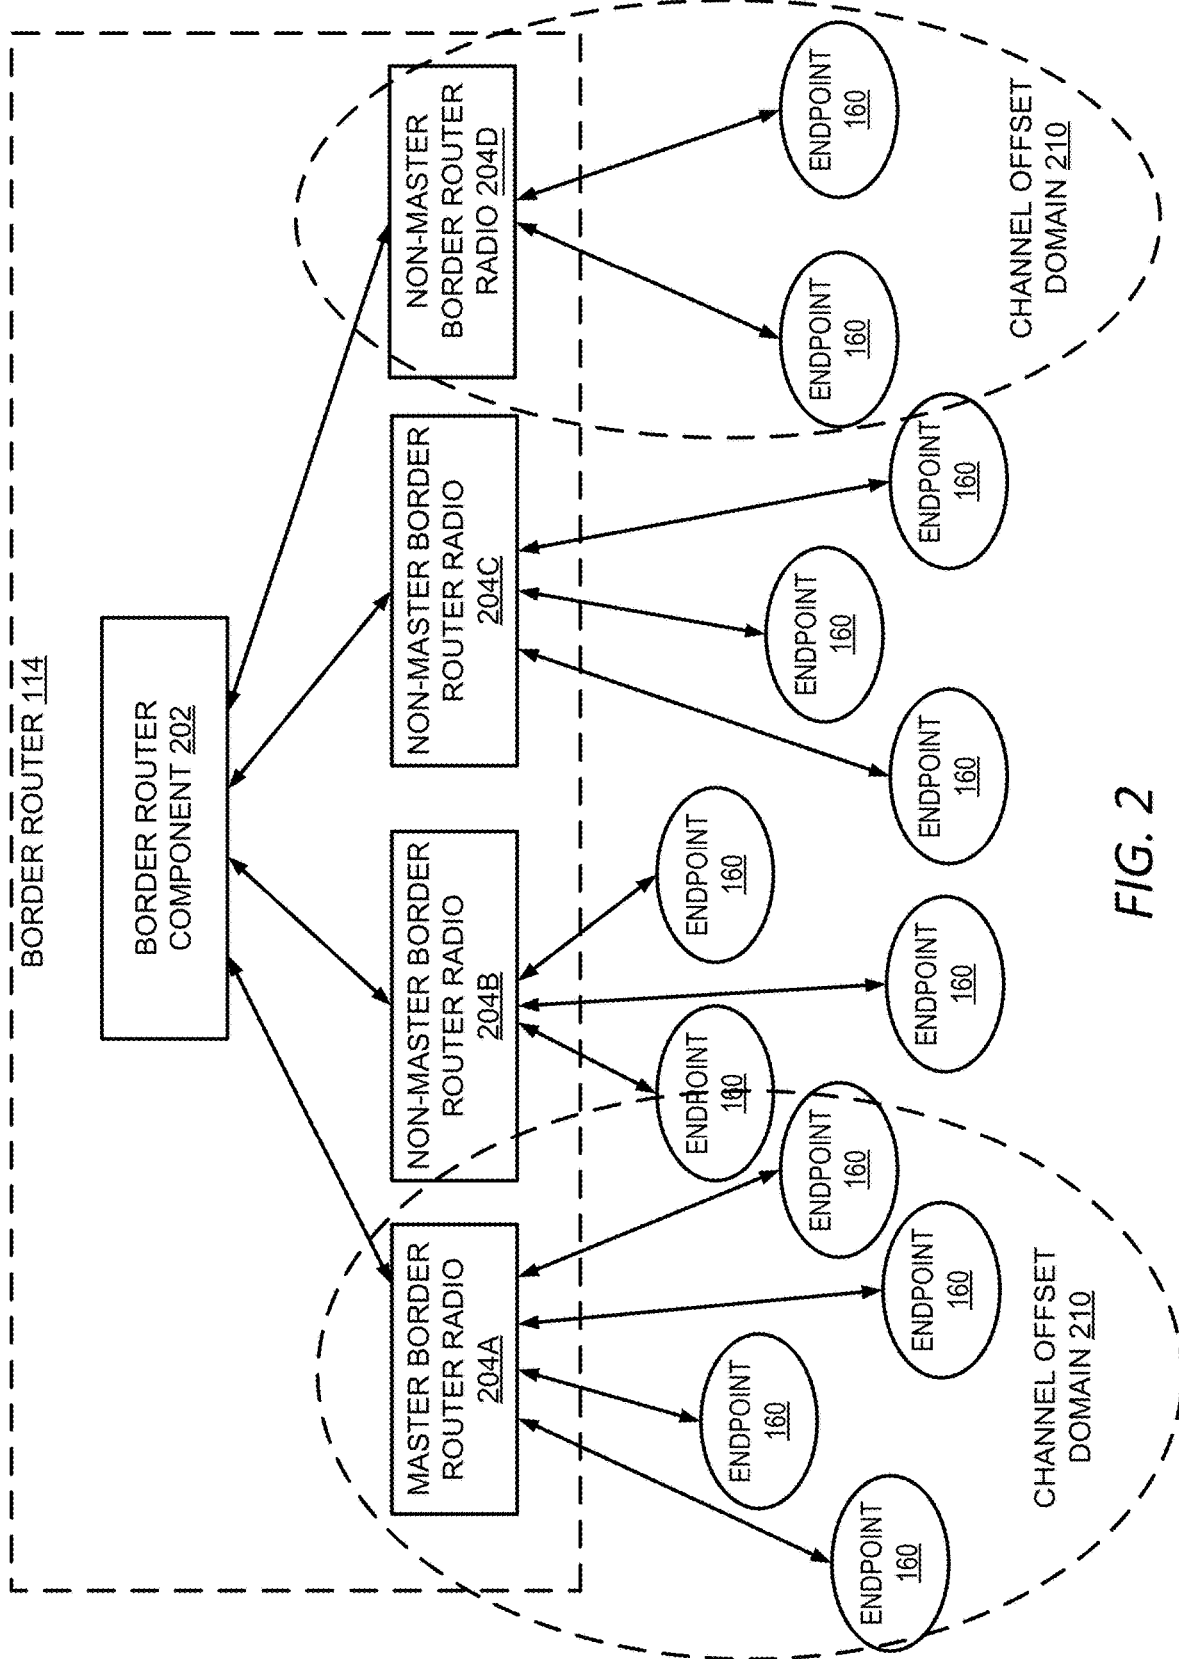 BORDER ROUTER 114
BORDER ROUTER
COMPONENT 202
MASTER BORDER
ROUTER RADIO
204A
NON-MASTER BORDER
ROUTER RADIO
204B
NON-MASTER BORDER
ROUTER RADIO
204C
NON-MASTER
BORDER ROUTER
RADIO 204D
ENDPOINT
160
ENDPOINT
160
ENDPOINT
160
ENDPOINT
160
ENDPOINT
160
ENDPOINT
160
ENDPOINT
160
ENDPOINT
160
ENDPOINT
160
ENDPOINT
160
ENDPOINT
160
ENDPOINT
160
CHANNEL OFFSET
DOMAIN 210
CHANNEL OFFSET
DOMAIN 210
FIG. 2